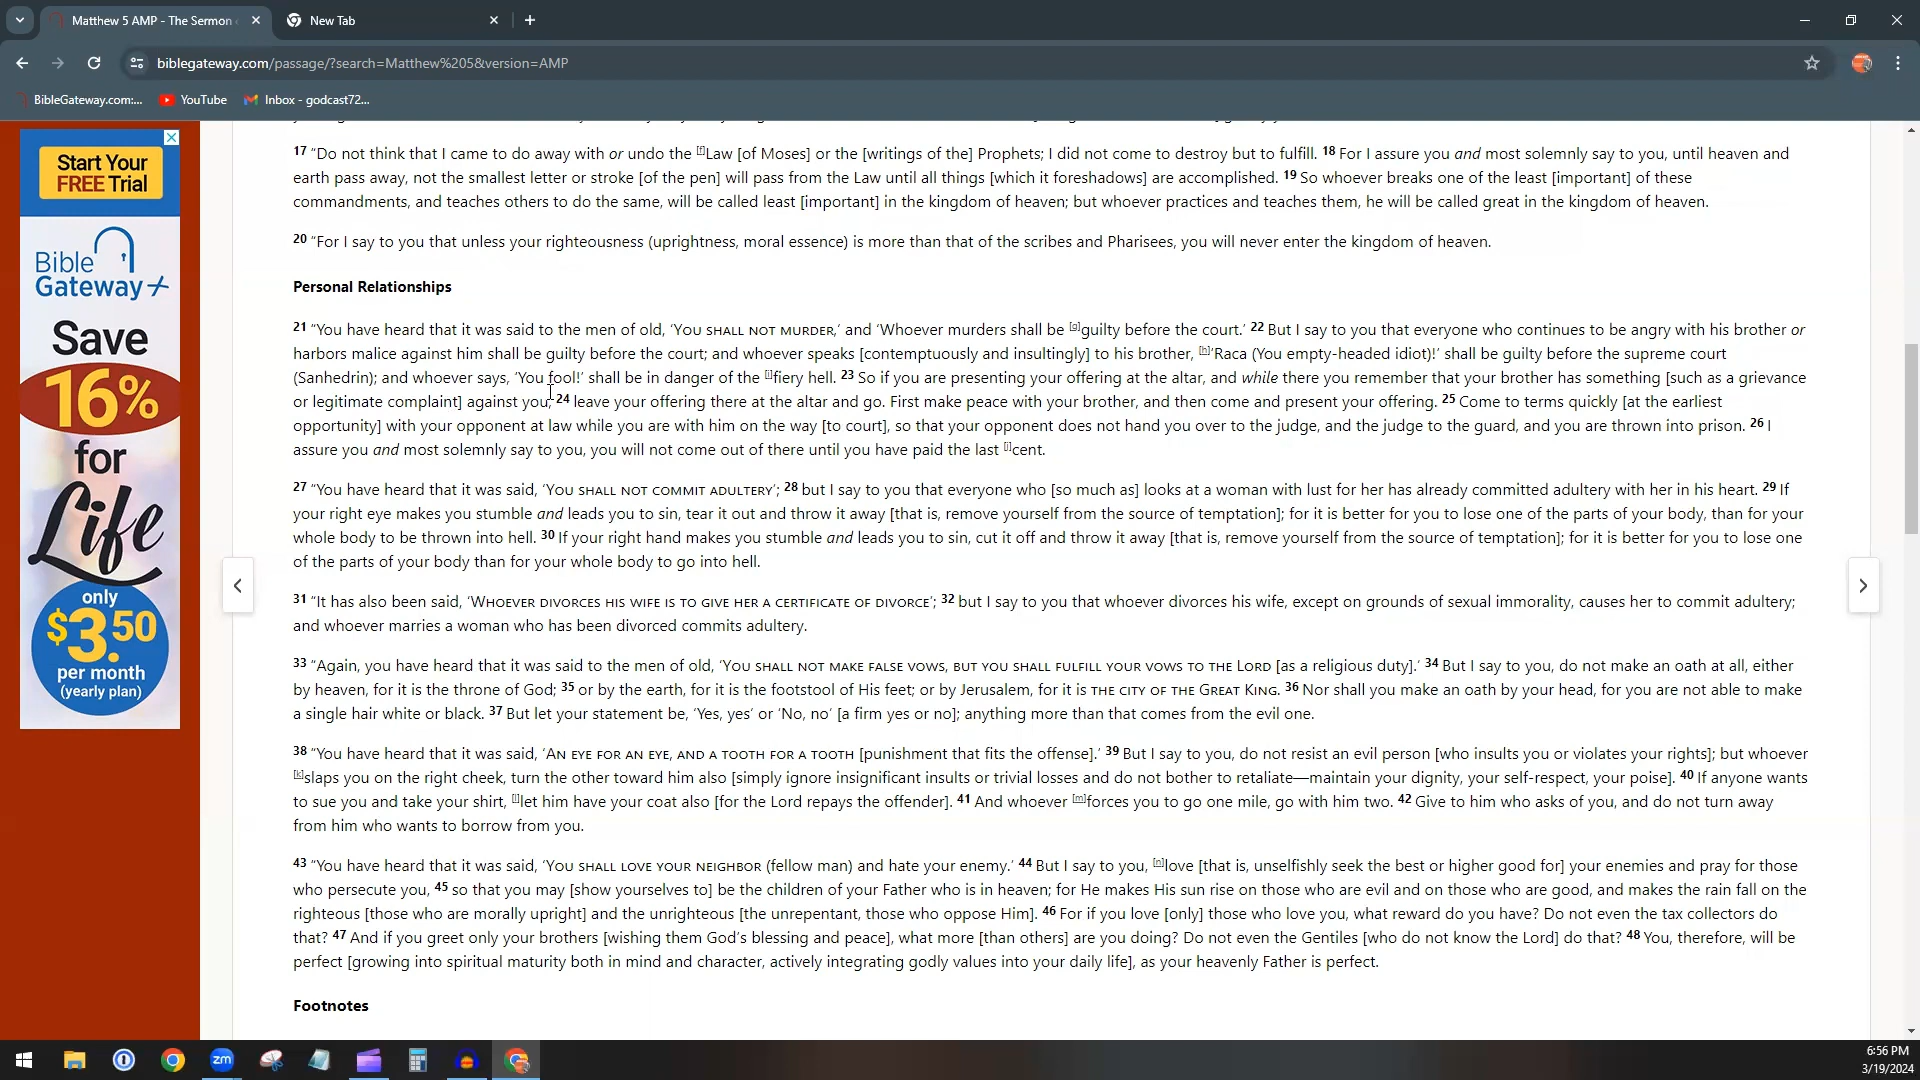 Matthew 5 AMP - The Sermon
New Tab
biblegateway.com/passage/?search=Matthew%205&version=AMP
BibleGateway.com:...
YouTube
Inbox - godcast72...
Start Your
FREE Trial
Bible
Gateway+
Save
16%
for
Life
only
$3.50
per month
(yearly plan)
17 “Do not think that I came to do away with or undo the [f]Law [of Moses] or the [writings of the] Prophets; I did not come to destroy but to fulfill. 18 For I assure you and most solemnly say to you, until heaven and
earth pass away, not the smallest letter or stroke [of the pen] will pass from the Law until all things [which it foreshadows] are accomplished. 19 So whoever breaks one of the least [important] of these
commandments, and teaches others to do the same, will be called least [important] in the kingdom of heaven; but whoever practices and teaches them, he will be called great in the kingdom of heaven.
20 “For I say to you that unless your righteousness (uprightness, moral essence) is more than that of the scribes and Pharisees, you will never enter the kingdom of heaven.
Personal Relationships
21 “You have heard that it was said to the men of old, ‘YOU SHALL NOT MURDER,’ and ‘Whoever murders shall be [g]guilty before the court.’ 22 But I say to you that everyone who continues to be angry with his brother or
harbors malice against him shall be guilty before the court; and whoever speaks [contemptuously and insultingly] to his brother, [h]‘Raca (You empty-headed idiot)!’ shall be guilty before the supreme court
(Sanhedrin); and whoever says, ‘You fool!’ shall be in danger of the [i]fiery hell. 23 So if you are presenting your offering at the altar, and while there you remember that your brother has something [such as a grievance
or legitimate complaint] against you, 24 leave your offering there at the altar and go. First make peace with your brother, and then come and present your offering. 25 Come to terms quickly [at the earliest
opportunity] with your opponent at law while you are with him on the way [to court], so that your opponent does not hand you over to the judge, and the judge to the guard, and you are thrown into prison. 26 I
assure you and most solemnly say to you, you will not come out of there until you have paid the last [j]cent.
27 “You have heard that it was said, ‘YOU SHALL NOT COMMIT ADULTERY’; 28 but I say to you that everyone who [so much as] looks at a woman with lust for her has already committed adultery with her in his heart. 29 If
your right eye makes you stumble and leads you to sin, tear it out and throw it away [that is, remove yourself from the source of temptation]; for it is better for you to lose one of the parts of your body, than for your
whole body to be thrown into hell. 30 If your right hand makes you stumble and leads you to sin, cut it off and throw it away [that is, remove yourself from the source of temptation]; for it is better for you to lose one
of the parts of your body than for your whole body to go into hell.
31 “It has also been said, ‘WHOEVER DIVORCES HIS WIFE IS TO GIVE HER A CERTIFICATE OF DIVORCE’; 32 but I say to you that whoever divorces his wife, except on grounds of sexual immorality, causes her to commit adultery;
and whoever marries a woman who has been divorced commits adultery.
33 “Again, you have heard that it was said to the men of old, ‘YOU SHALL NOT MAKE FALSE VOWS, BUT YOU SHALL FULFILL YOUR VOWS TO THE LORD [as a religious duty].’ 34 But I say to you, do not make an oath at all, either
by heaven, for it is the throne of God; 35 or by the earth, for it is the footstool of His feet; or by Jerusalem, for it is THE CITY OF THE GREAT KING. 36 Nor shall you make an oath by your head, for you are not able to make
a single hair white or black. 37 But let your statement be, ‘Yes, yes’ or ‘No, no’ [a firm yes or no]; anything more than that comes from the evil one.
38 “You have heard that it was said, ‘AN EYE FOR AN EYE, AND A TOOTH FOR A TOOTH [punishment that fits the offense].’ 39 But I say to you, do not resist an evil person [who insults you or violates your rights]; but whoever
[k]slaps you on the right cheek, turn the other toward him also [simply ignore insignificant insults or trivial losses and do not bother to retaliate—maintain your dignity, your self-respect, your poise]. 40 If anyone wants
to sue you and take your shirt, [l]let him have your coat also [for the Lord repays the offender]. 41 And whoever [m]forces you to go one mile, go with him two. 42 Give to him who asks of you, and do not turn away
from him who wants to borrow from you.
43 “You have heard that it was said, ‘YOU SHALL LOVE YOUR NEIGHBOR (fellow man) and hate your enemy.’ 44 But I say to you, [n]love [that is, unselfishly seek the best or higher good for] your enemies and pray for those
who persecute you, 45 so that you may [show yourselves to] be the children of your Father who is in heaven; for He makes His sun rise on those who are evil and on those who are good, and makes the rain fall on the
righteous [those who are morally upright] and the unrighteous [the unrepentant, those who oppose Him]. 46 For if you love [only] those who love you, what reward do you have? Do not even the tax collectors do
that? 47 And if you greet only your brothers [wishing them God’s blessing and peace], what more [than others] are you doing? Do not even the Gentiles [who do not know the Lord] do that? 48 You, therefore, will be
perfect [growing into spiritual maturity both in mind and character, actively integrating godly values into your daily life], as your heavenly Father is perfect.
Footnotes
zm
6:56 PM
3/19/2024